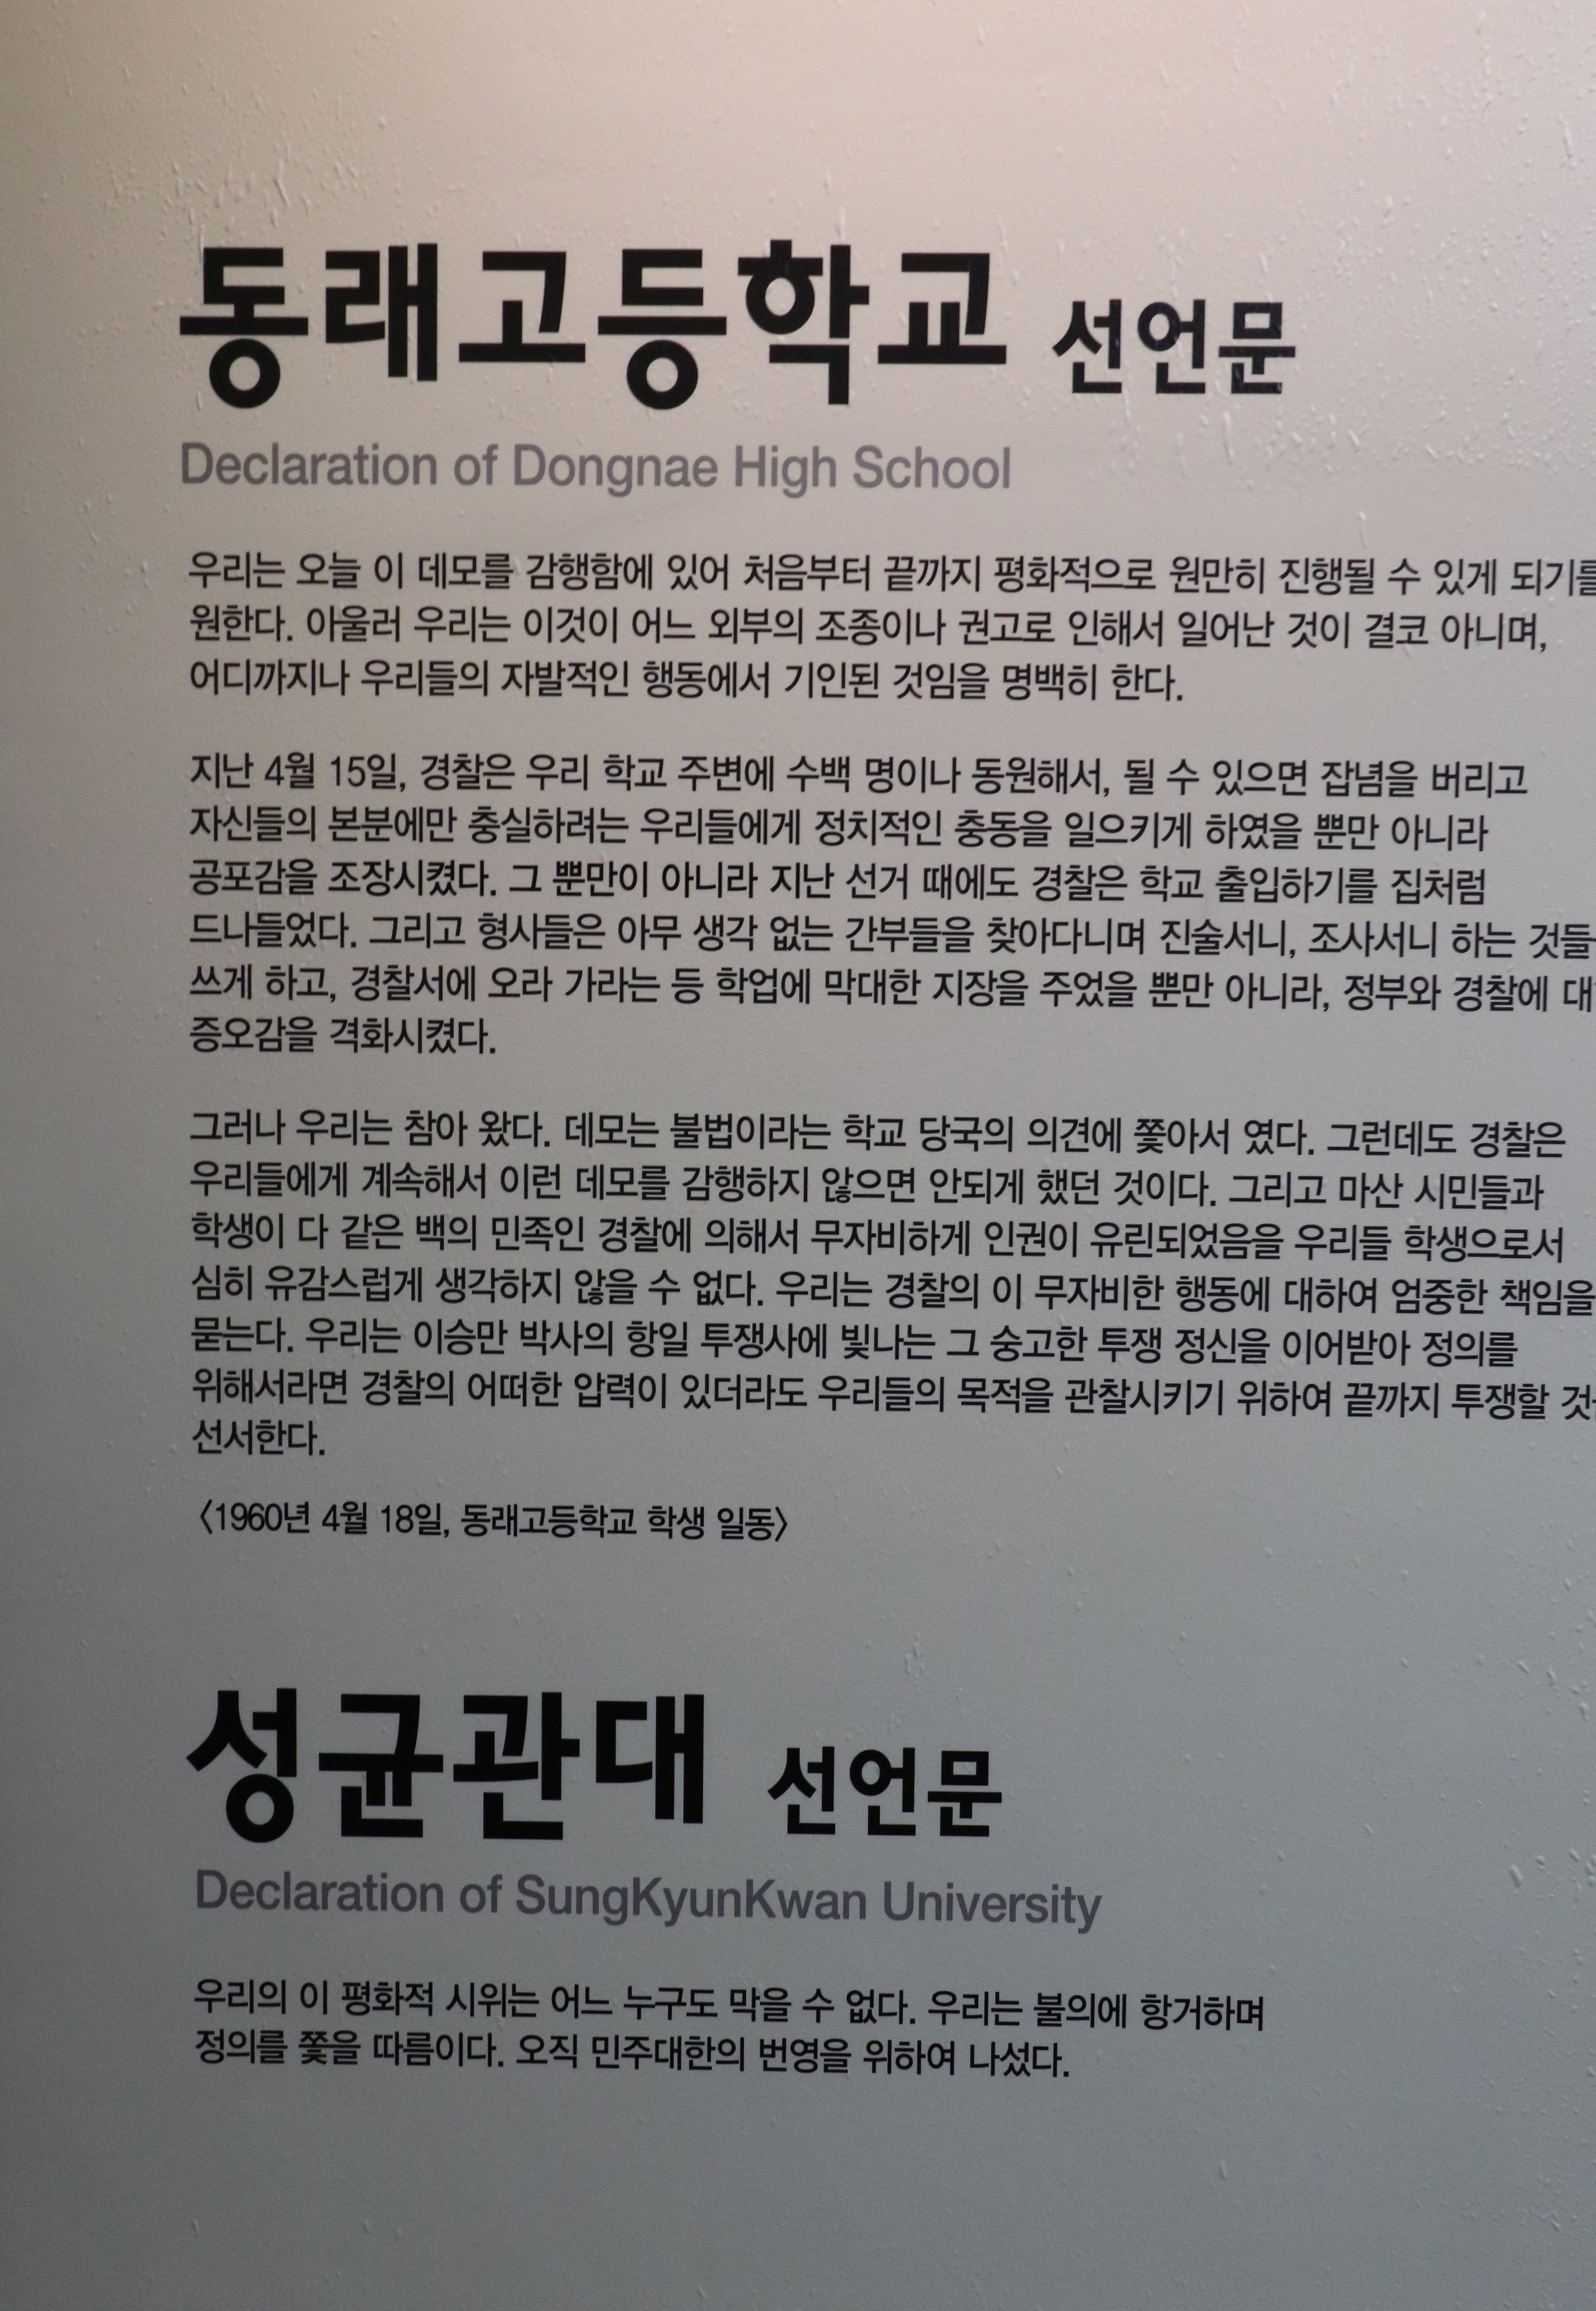 동래고등학교 선언문
Declaration of Dongnae High School
우리는 오늘 이 데모를 감행함에 있어 처음부터 끝까지 평화적으로 원만히 진행될 수 있게 되기를
원한다. 아울러 우리는 이것이 어느 외부의 조종이나 권고로 인해서 일어난 것이 결코 아니며,
어디까지나 우리들의 자발적인 행동에서 기인된 것임을 명백히 한다.
지난 4월 15일, 경찰은 우리 학교 주변에 수백 명이나 동원해서, 될 수 있으면 잡념을 버리고
자신들의 본분에만 충실하려는 우리들에게 정치적인 충동을 일으키게 하였을 뿐만 아니라
공포감을 조장시켰다. 그 뿐만이 아니라 지난 선거 때에도 경찰은 학교 출입하기를 집처럼
드나들었다. 그리고 형사들은 아무 생각 없는 간부들을 찾아다니며 진술서니, 조사서니 하는 것들
쓰게 하고, 경찰서에 오라 가라는 등 학업에 막대한 지장을 주었을 뿐만 아니라, 정부와 경찰에
증오감을 격화시켰다.
그러나 우리는 참아 왔다. 데모는 불법이라는 학교 당국의 의견에 쫓아서 였다. 그런데도 경찰은
우리들에게 계속해서 이런 데모를 감행하지 않으면 안되게 했던 것이다. 그리고 마산 시민들과
학생이 다 같은 백의 민족인 경찰에 의해서 무자비하게 인권이 유린되었음을 우리들 학생으로서
심히 유감스럽게 생각하지 않을 수 없다. 우리는 경찰의 이 무자비한 행동에 대하여 엄중한 책임을
묻는다. 우리는 이승만 박사의 항일 투쟁사에 빛나는 그 숭고한 투쟁 정신을 이어받아 정의를
위해서라면 경찰의 어떠한 압력이 있더라도 우리들의 목적을 관찰시키기 위하여 끝까지 투쟁할
선서한다.
〈1960년 4월 18일, 동래고등학교 학생 일동〉
성균관대 선언문
Declaration of SungKyunKwan University
우리의 이 평화적 시위는 어느 누구도 막을 수 없다. 우리는 불의에 항거하며
정의를 쫓을 따름이다. 오직 민주대한의 번영을 위하여 나섰다.